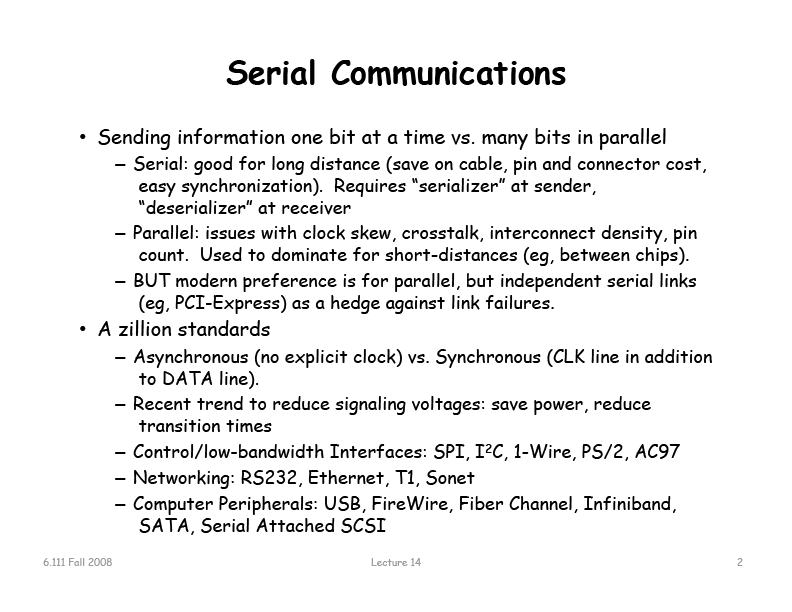 Serial Communications
• Sending information one bit at a time vs. many bits in parallel
– Serial: good for long distance (save on cable, pin and connector cost,
easy synchronization).  Requires “serializer” at sender,
“deserializer” at receiver
– Parallel: issues with clock skew, crosstalk, interconnect density, pin
count.  Used to dominate for short-distances (eg, between chips).
– BUT modern preference is for parallel, but independent serial links
(eg, PCI-Express) as a hedge against link failures.
• A zillion standards
– Asynchronous (no explicit clock) vs. Synchronous (CLK line in addition
to DATA line).
– Recent trend to reduce signaling voltages: save power, reduce
transition times
– Control/low-bandwidth Interfaces: SPI, I²C, 1-Wire, PS/2, AC97
– Networking: RS232, Ethernet, T1, Sonet
– Computer Peripherals: USB, FireWire, Fiber Channel, Infiniband,
SATA, Serial Attached SCSI
6.111 Fall 2008
Lecture 14
2